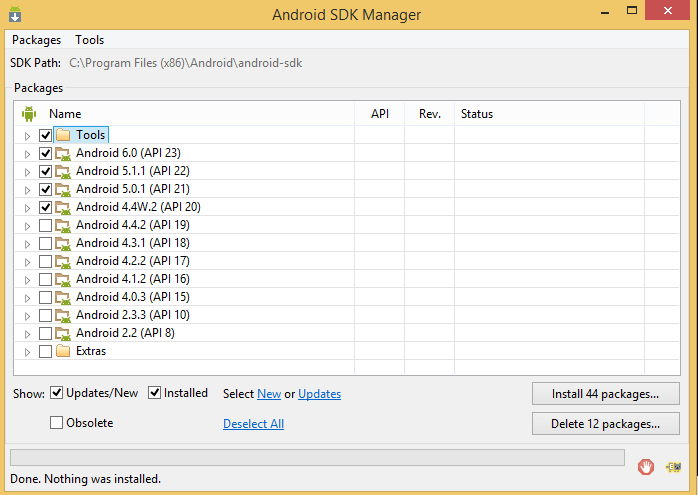 Android SDK Manager
Packages Tools
SDK Path: C:\Program Files (x86)\Android\android-sdk
Packages
Name API Rev. Status
Tools
Android 6.0 (API 23)
Android 5.1.1 (API 22)
Android 5.0.1 (API 21)
Android 4.4W.2 (API 20)
Android 4.4.2 (API 19)
Android 4.3.1 (API 18)
Android 4.2.2 (API 17)
Android 4.1.2 (API 16)
Android 4.0.3 (API 15)
Android 2.3.3 (API 10)
Android 2.2 (API 8)
Extras
Show: Updates/New Installed Select New or Updates Install 44 packages...
Obsolete Deselect All Delete 12 packages...
Done. Nothing was installed.